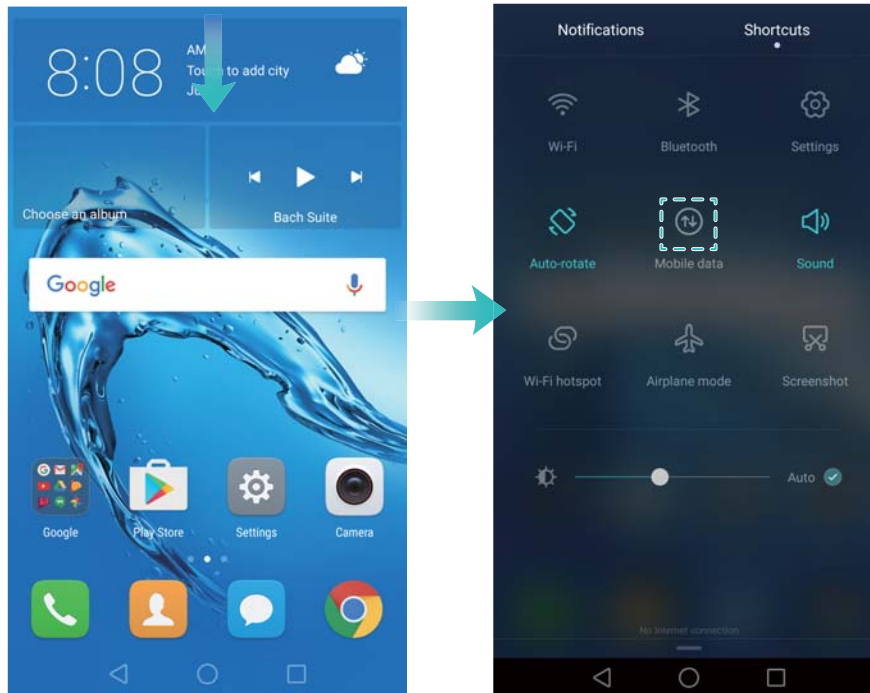 8:08
AM
Touch to add city
Ju
Choose an album
Bach Suite
Google
Google
Play Store
Settings
Camera
Notifications
Shortcuts
Wi-Fi
Bluetooth
Settings
Auto-rotate
Mobile data
Sound
Wi-Fi hotspot
Airplane mode
Screenshot
Auto
No Internet connection